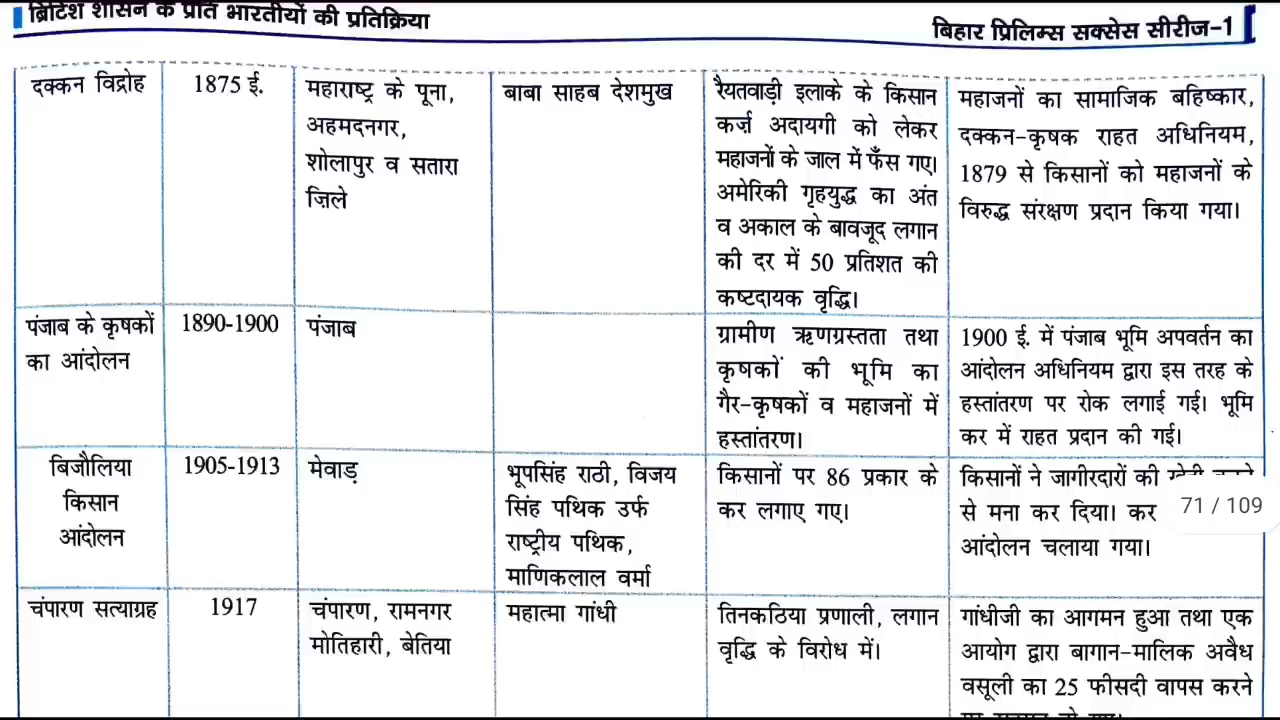 ब्रिटिश शासन के प्रति भारतीयों की प्रतिक्रिया
बिहार प्रिलिम्स सक्सेस सीरीज-1
दक्कन विद्रोह
1875 ई.
महाराष्ट्र के पूना,
अहमदनगर,
शोलापुर व सतारा
ज़िले
बाबा साहब देशमुख
रैयतवाड़ी इलाके के किसान
कर्ज़ अदायगी को लेकर
महाजनों के जाल में फँस गए।
अमेरिकी गृहयुद्ध का अंत
व अकाल के बावजूद लगान
की दर में 50 प्रतिशत की
कष्टदायक वृद्धि।
महाजनों का सामाजिक बहिष्कार,
दक्कन-कृषक राहत अधिनियम,
1879 से किसानों को महाजनों के
विरुद्ध संरक्षण प्रदान किया गया।
पंजाब के कृषकों
का आंदोलन
1890-1900
पंजाब
ग्रामीण ऋणग्रस्तता तथा
कृषकों की भूमि का
गैर-कृषकों व महाजनों में
हस्तांतरण।
1900 ई. में पंजाब भूमि अपवर्तन का
आंदोलन अधिनियम द्वारा इस तरह के
हस्तांतरण पर रोक लगाई गई। भूमि
कर में राहत प्रदान की गई।
बिजौलिया
किसान
आंदोलन
1905-1913
मेवाड़
भूपसिंह राठी, विजय
सिंह पथिक उर्फ
राष्ट्रीय पथिक,
माणिकलाल वर्मा
किसानों पर 86 प्रकार के
कर लगाए गए।
किसानों ने जागीरदारों की
से मना कर दिया। कर
आंदोलन चलाया गया।
71 / 109
चंपारण सत्याग्रह
1917
चंपारण, रामनगर
मोतिहारी, बेतिया
महात्मा गांधी
तिनकठिया प्रणाली, लगान
वृद्धि के विरोध में।
गांधीजी का आगमन हुआ तथा एक
आयोग द्वारा बागान-मालिक अवैध
वसूली का 25 फीसदी वापस करने